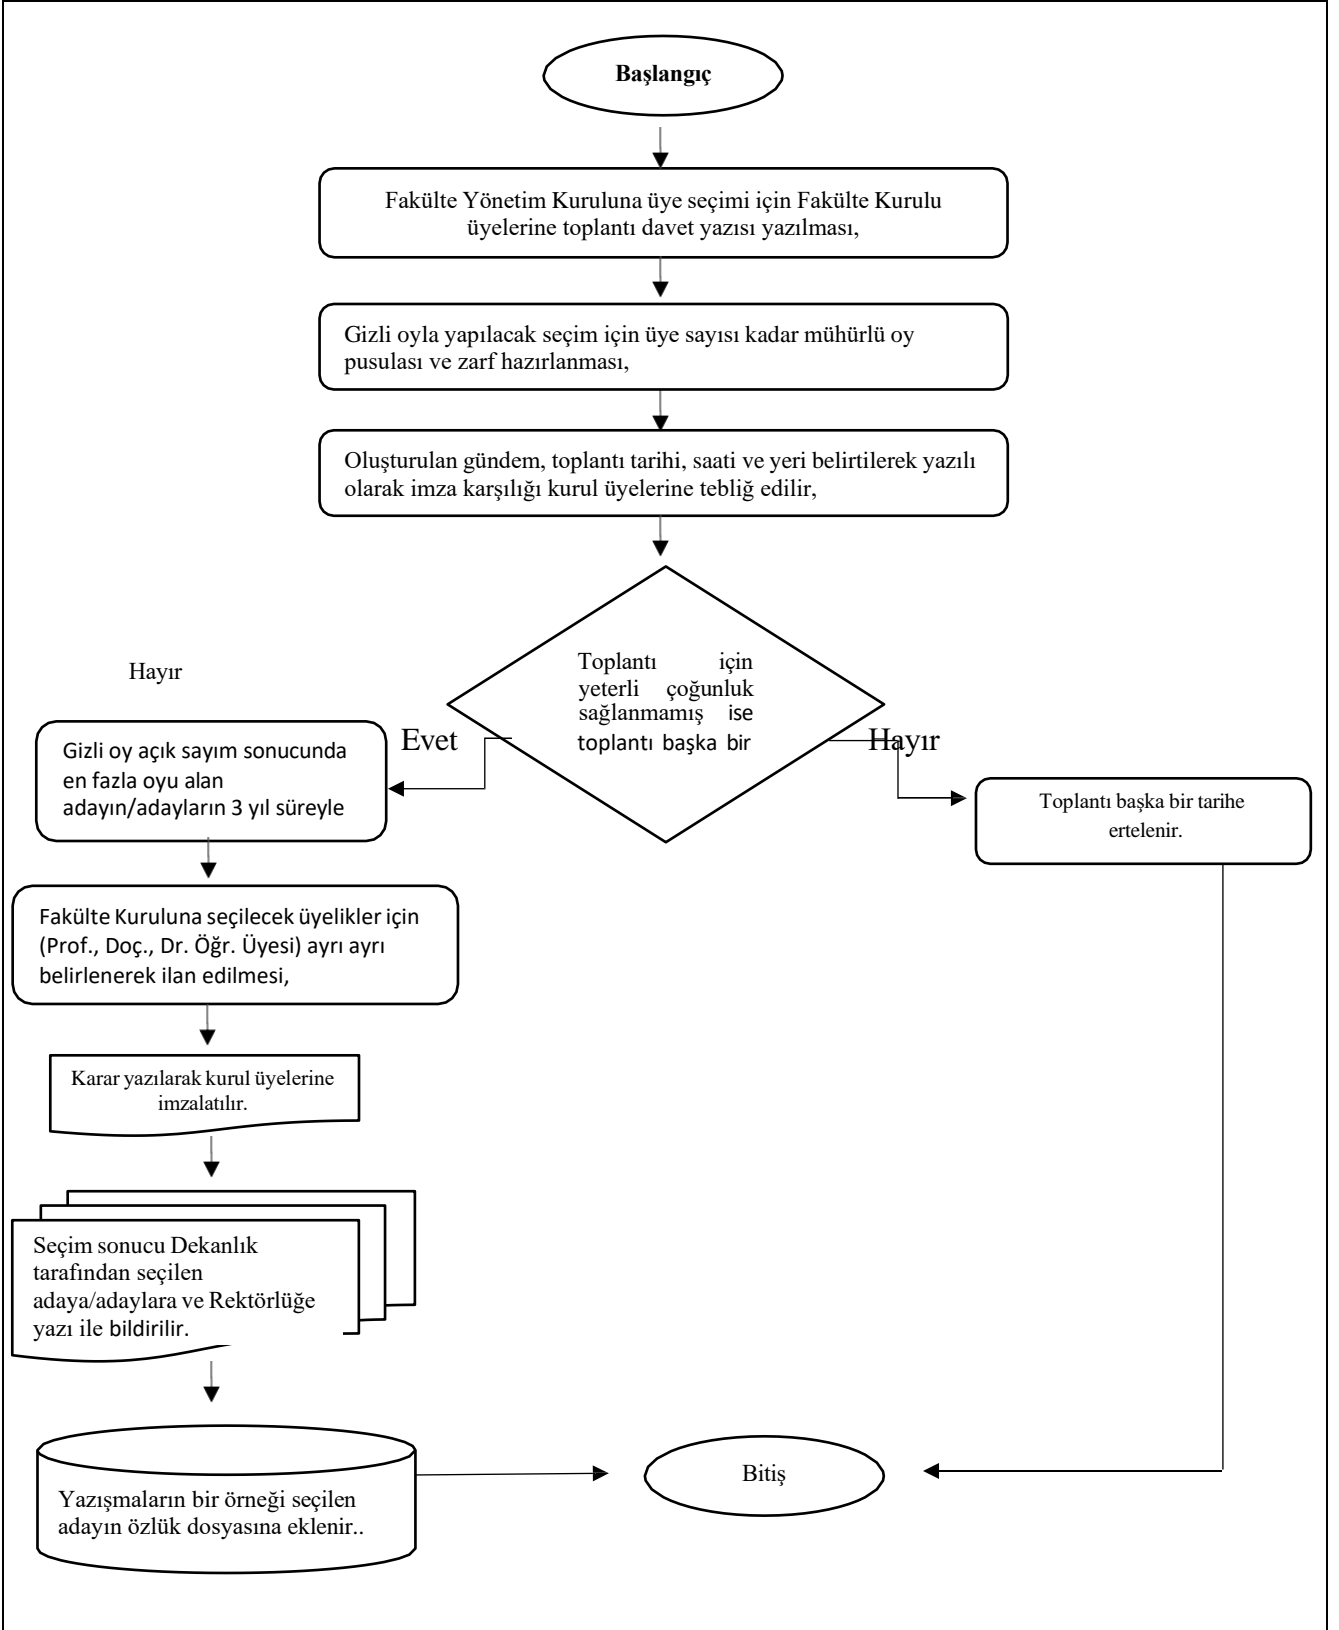 Başlangıç
Fakülte Yönetim Kuruluna üye seçimi için Fakülte Kurulu
üyelerine toplantı davet yazısı yazılması,
Gizli oyla yapılacak seçim için üye sayısı kadar mühürlü oy
pusulası ve zarf hazırlanması,
Oluşturulan gündem, toplantı tarihi, saati ve yeri belirtilerek yazılı
olarak imza karşılığı kurul üyelerine tebliğ edilir,
Toplantı için
yeterli çoğunluk
sağlanmamış ise
toplantı başka bir
Hayır
Evet
Hayır
Gizli oy açık sayım sonucunda
en fazla oyu alan
adayın/adayların 3 yıl süreyle
Toplantı başka bir tarihe
ertelenir.
Fakülte Kuruluna seçilecek üyelikler için
(Prof., Doç., Dr. Öğr. Üyesi) ayrı ayrı
belirlenerek ilan edilmesi,
Karar yazılarak kurul üyelerine
imzalatılır.
Seçim sonucu Dekanlık
tarafından seçilen
adaya/adaylara ve Rektörlüğe
yazı ile bildirilir.
Yazışmaların bir örneği seçilen
adayın özlük dosyasına eklenir..
Bitiş